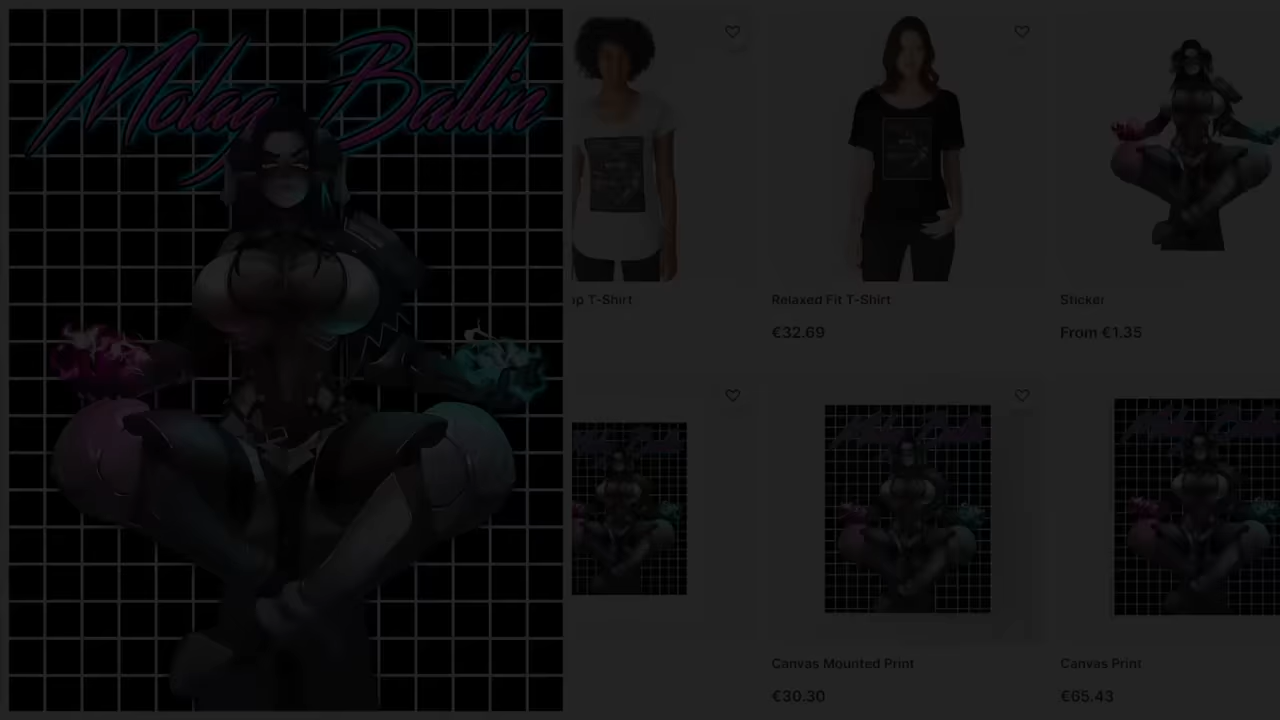 Molag Ballin
ip T-Shirt
Relaxed Fit T-Shirt
Sticker
€32.69
From €1.35
Canvas Mounted Print
Canvas Print
€30.30
€65.43